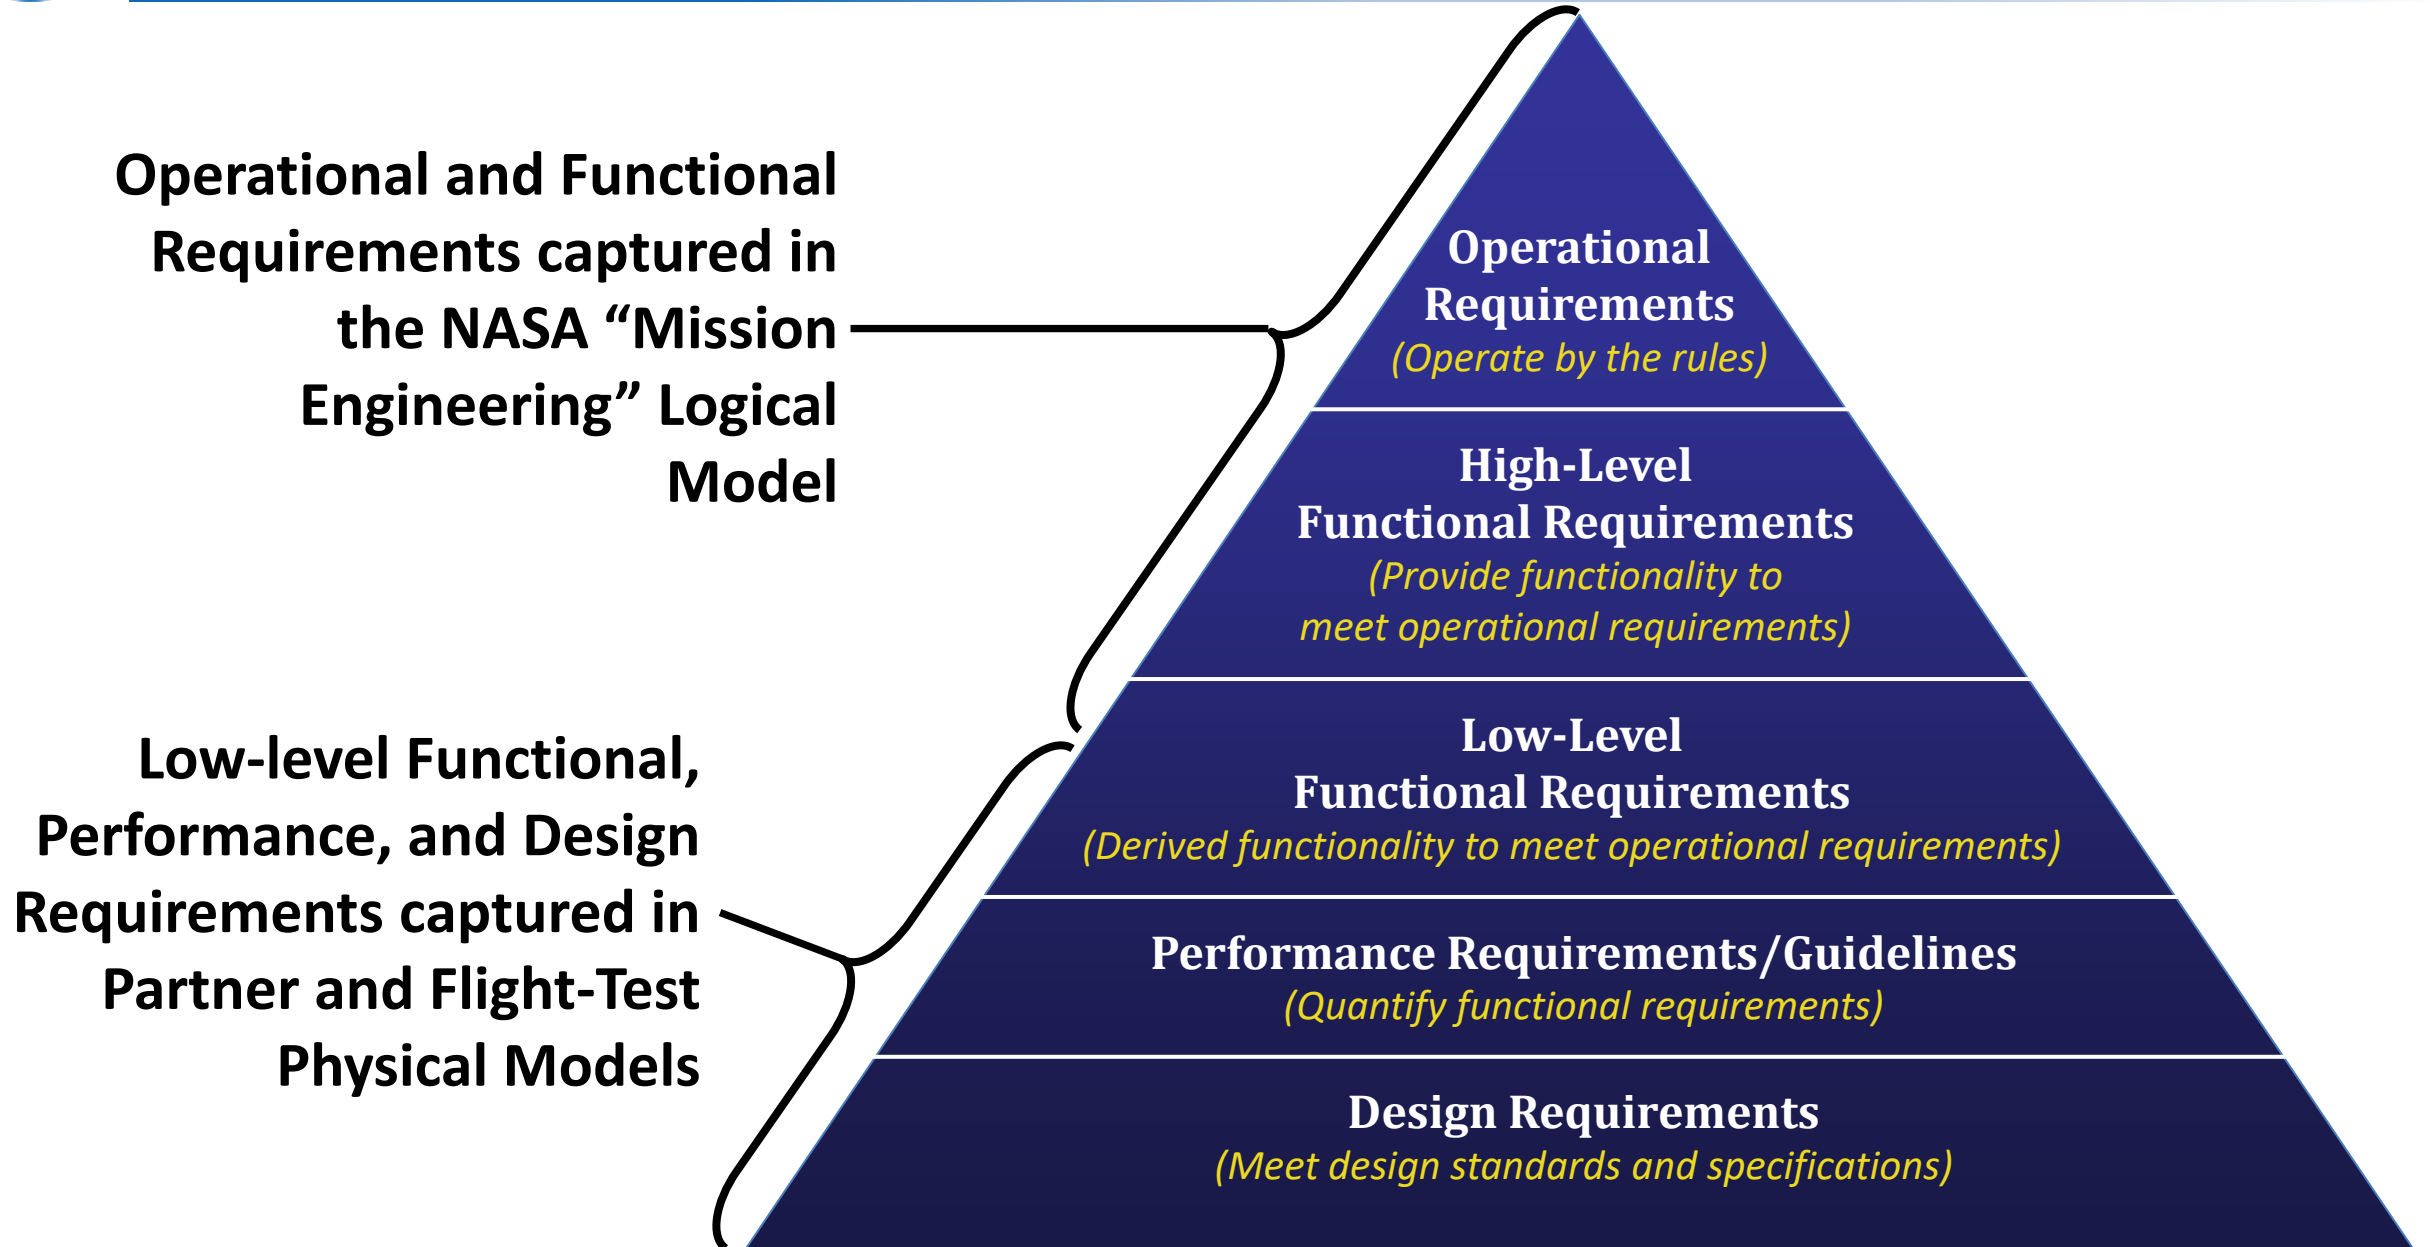 Operational and Functional
Requirements captured in
the NASA “Mission
Engineering” Logical
Model
Low-level Functional,
Performance, and Design
Requirements captured in
Partner and Flight-Test
Physical Models
Operational
Requirements
(Operate by the rules)
High-Level
Functional Requirements
(Provide functionality to
meet operational requirements)
Low-Level
Functional Requirements
(Derived functionality to meet operational requirements)
Performance Requirements/Guidelines
(Quantify functional requirements)
Design Requirements
(Meet design standards and specifications)